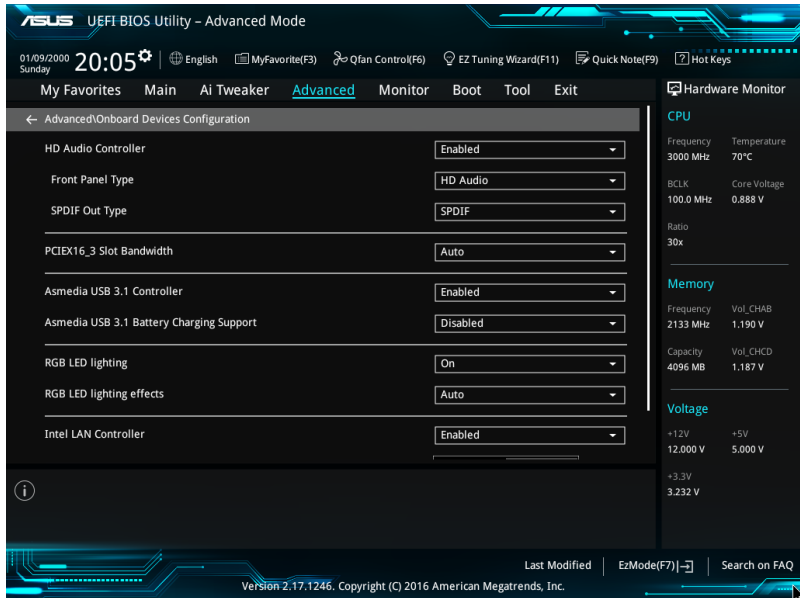 ASUS UEFI BIOS Utility – Advanced Mode
01/09/2000
Sunday
20:05
English
MyFavorite(F3)
Qfan Control(F6)
EZ Tuning Wizard(F11)
Quick Note(F9)
? Hot Keys
My Favorites Main Ai Tweaker Advanced Monitor Boot Tool Exit
← Advanced\Onboard Devices Configuration
HD Audio Controller Enabled
Front Panel Type HD Audio
SPDIF Out Type SPDIF
PCIEX16_3 Slot Bandwidth Auto
Asmedia USB 3.1 Controller Enabled
Asmedia USB 3.1 Battery Charging Support Disabled
RGB LED lighting On
RGB LED lighting effects Auto
Intel LAN Controller Enabled
Hardware Monitor
CPU
Frequency Temperature
3000 MHz 70°C
BCLK Core Voltage
100.0 MHz 0.888 V
Ratio
30x
Memory
Frequency Vol_CHAB
2133 MHz 1.190 V
Capacity Vol_CHCD
4096 MB 1.187 V
Voltage
+12V +5V
12.000 V 5.000 V
+3.3V
3.232 V
i
Last Modified EzMode(F7) Search on FAQ
Version 2.17.1246. Copyright (C) 2016 American Megatrends, Inc.